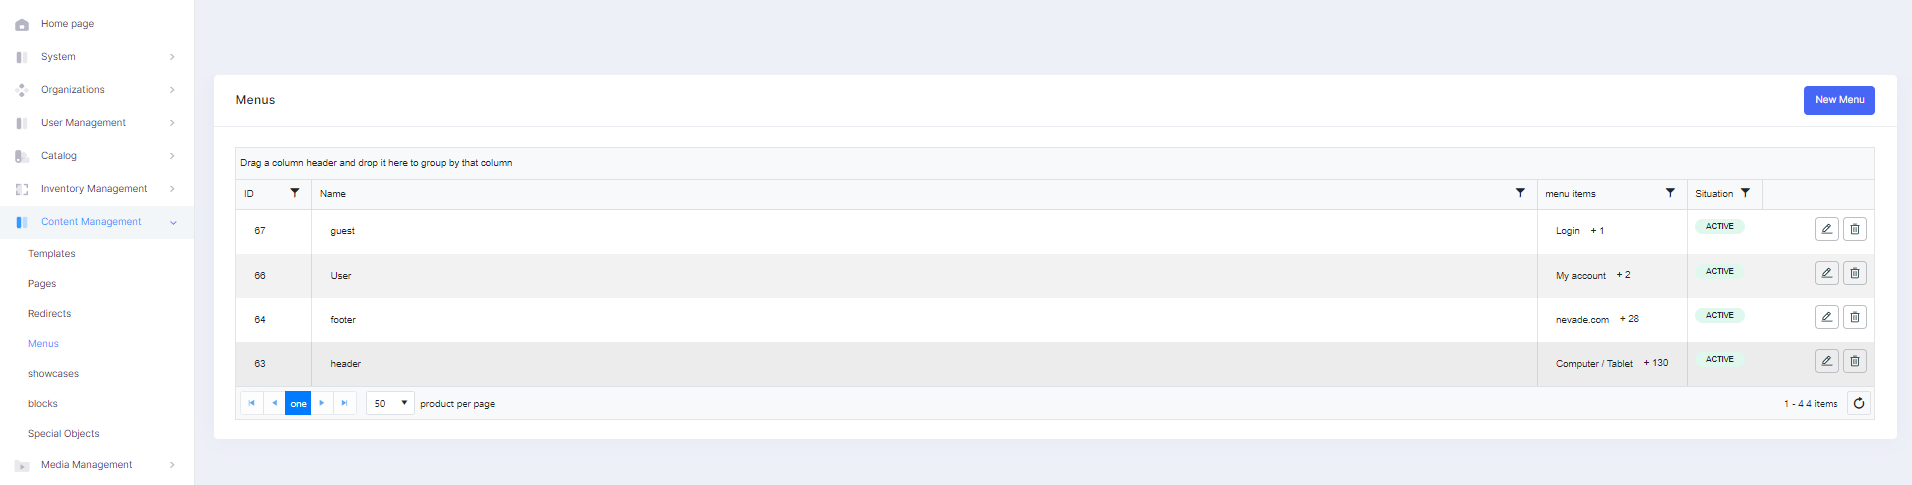 Home page
System
Organizations
User Management
Catalog
Inventory Management
Content Management
Templates
Pages
Redirects
Menus
showcases
blocks
Special Objects
Media Management
Menus
New Menu
Drag a column header and drop it here to group by that column
ID Name menu items Situation
67 guest Login + 1 ACTIVE
66 User My account + 2 ACTIVE
64 footer nevade.com + 28 ACTIVE
63 header Computer / Tablet + 130 ACTIVE
one 50 product per page 1 - 4 4 items